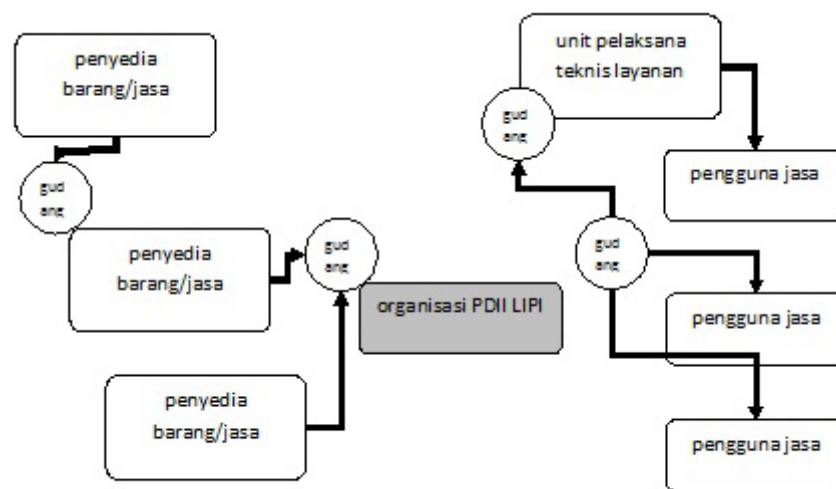 penyedia
barang/jasa
gud
ang
penyedia
barang/jasa
gud
ang
organisasi PDII LIPI
penyedia
barang/jasa
unit pelaksana
teknis layanan
gud
ang
pengguna jasa
gud
ang
pengguna jasa
pengguna jasa